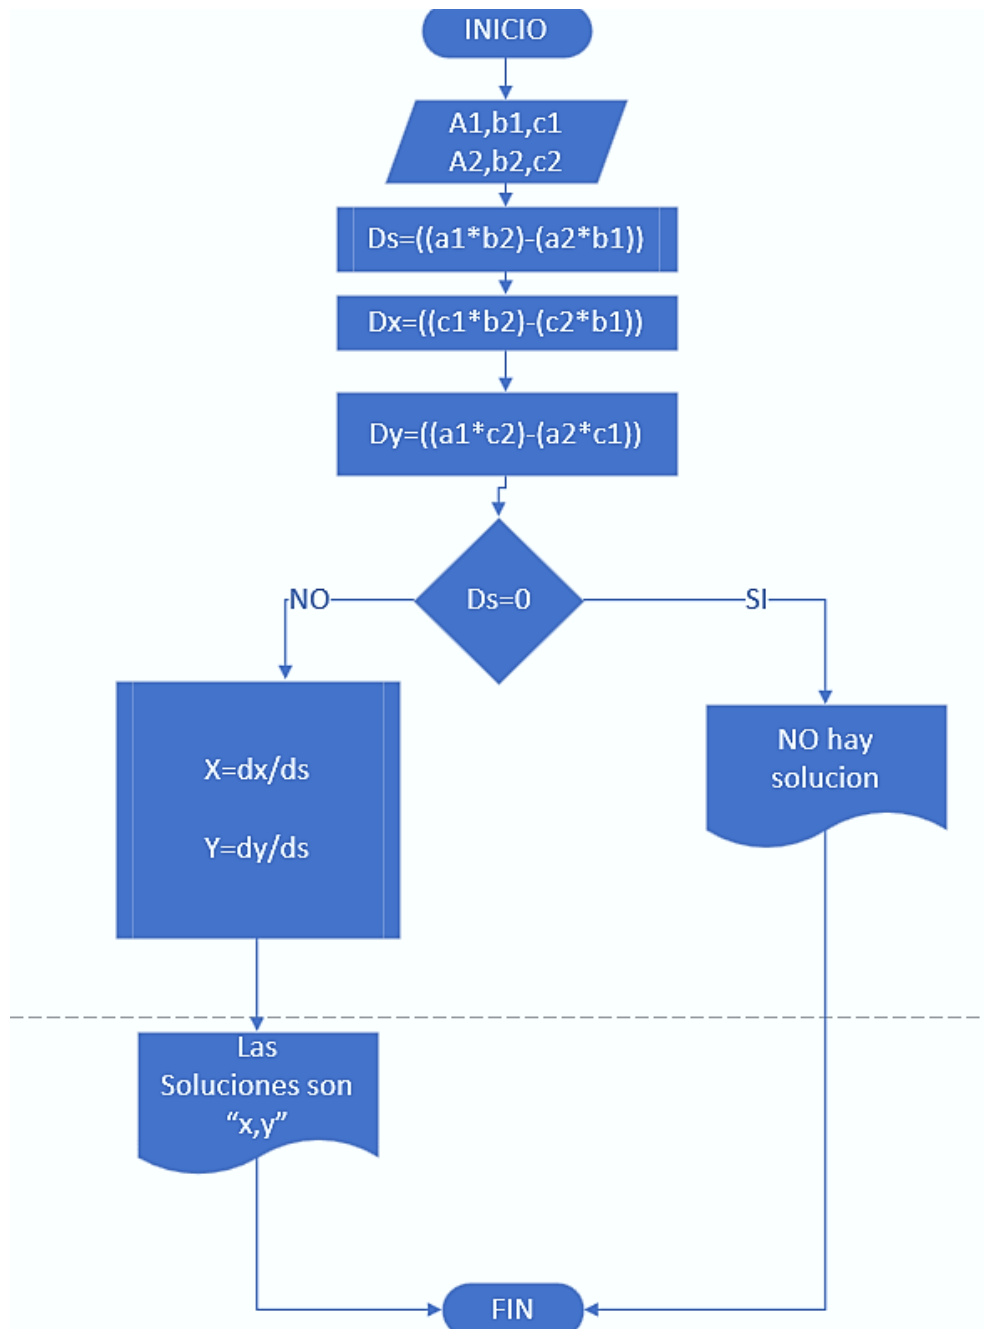 INICIO
A1,b1,c1
A2,b2,c2
Ds=((a1*b2)-(a2*b1))
Dx=((c1*b2)-(c2*b1))
Dy=((a1*c2)-(a2*c1))
Ds=0
NO
SI
X=dx/ds
Y=dy/ds
NO hay
solucion
Las
Soluciones son
“x,y”
FIN